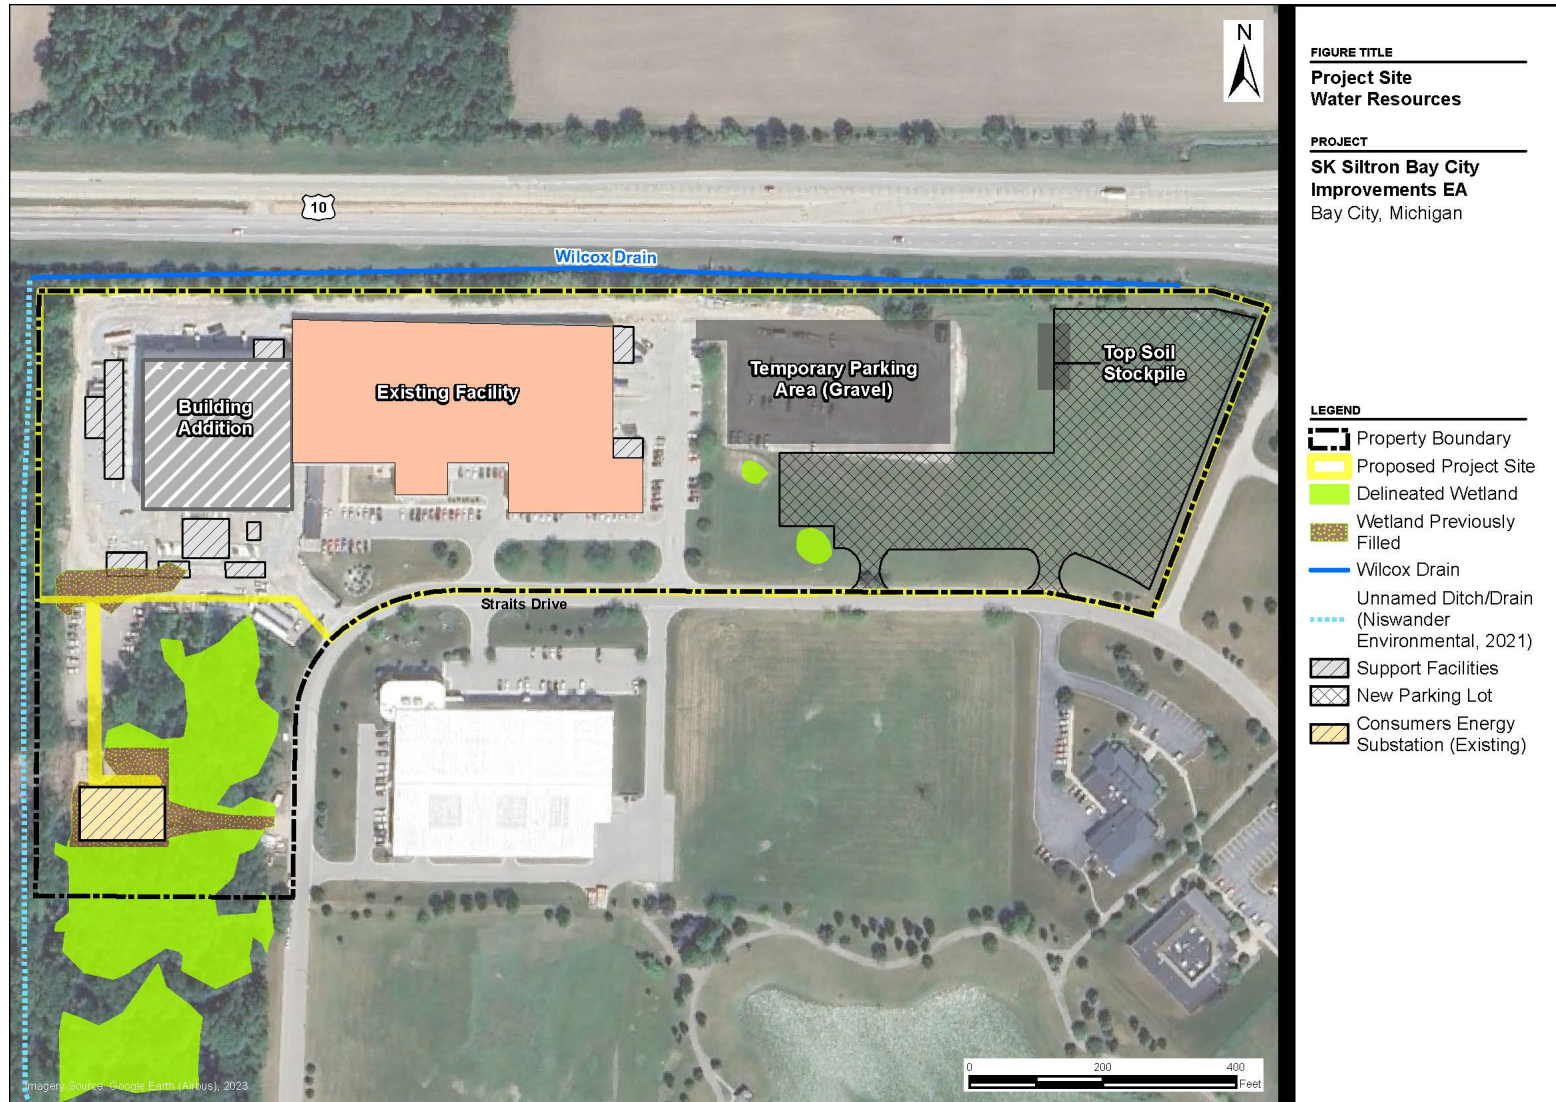 N
10
Wilcox Drain
Existing Facility
Building
Addition
Temporary Parking
Area (Gravel)
Top Soil
Stockpile
Straits Drive
Imagery Source: Google Earth (Airbus), 2023
0 200 400
Feet
FIGURE TITLE
Project Site
Water Resources
PROJECT
SK Siltron Bay City
Improvements EA
Bay City, Michigan
LEGEND
Property Boundary
Proposed Project Site
Delineated Wetland
Wetland Previously
Filled
Wilcox Drain
Unnamed Ditch/Drain
(Niswander
Environmental, 2021)
Support Facilities
New Parking Lot
Consumers Energy
Substation (Existing)